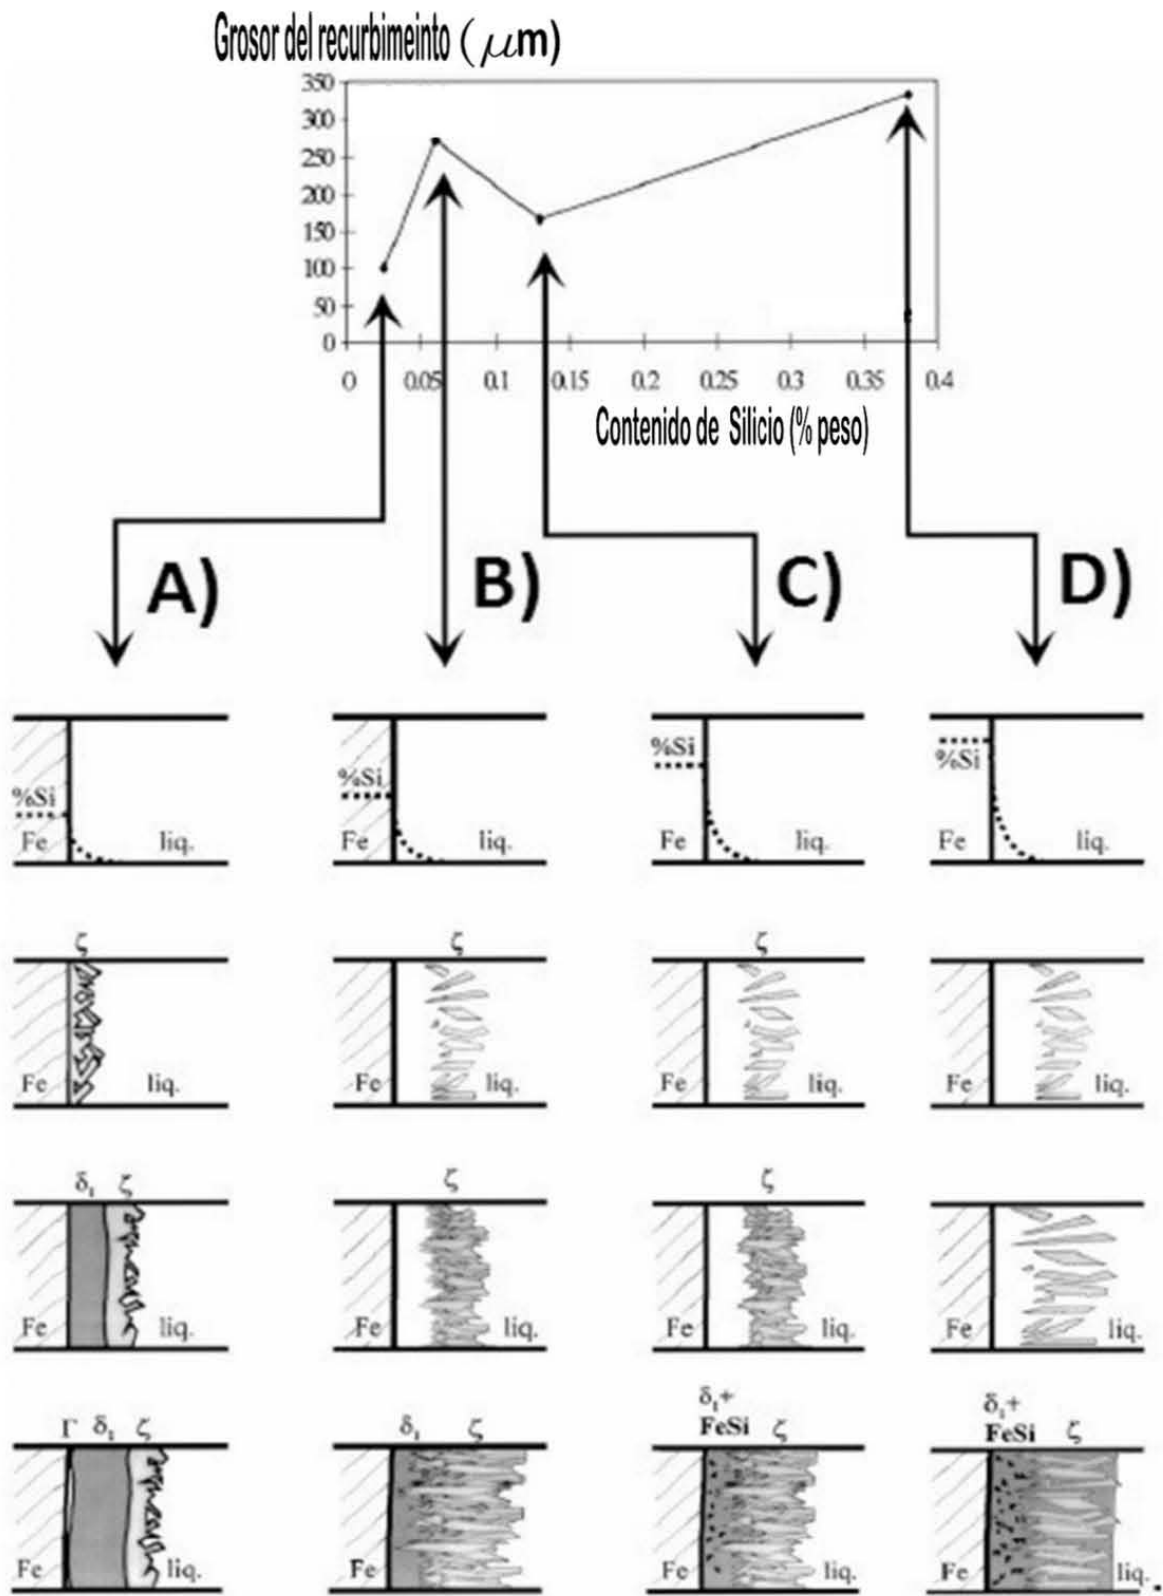 Grosor del recurbimeinto (μm)
350
300
250
200
150
100
50
0
0 0.05 0.1 0.15 0.2 0.25 0.3 0.35 0.4
Contenido de Silicio (% peso)
A) B) C) D)
%Si %Si %Si %Si
Fe liq. Fe liq. Fe liq. Fe liq.
ζ ζ ζ
Fe liq. Fe liq. Fe liq. Fe liq.
δ₁ ζ ζ ζ
Fe liq. Fe liq. Fe liq. Fe liq.
δ₁+ δ₁+
Γ δ₁ ζ δ₁ ζ FeSi ζ FeSi ζ
Fe liq. Fe liq. Fe liq. Fe liq.